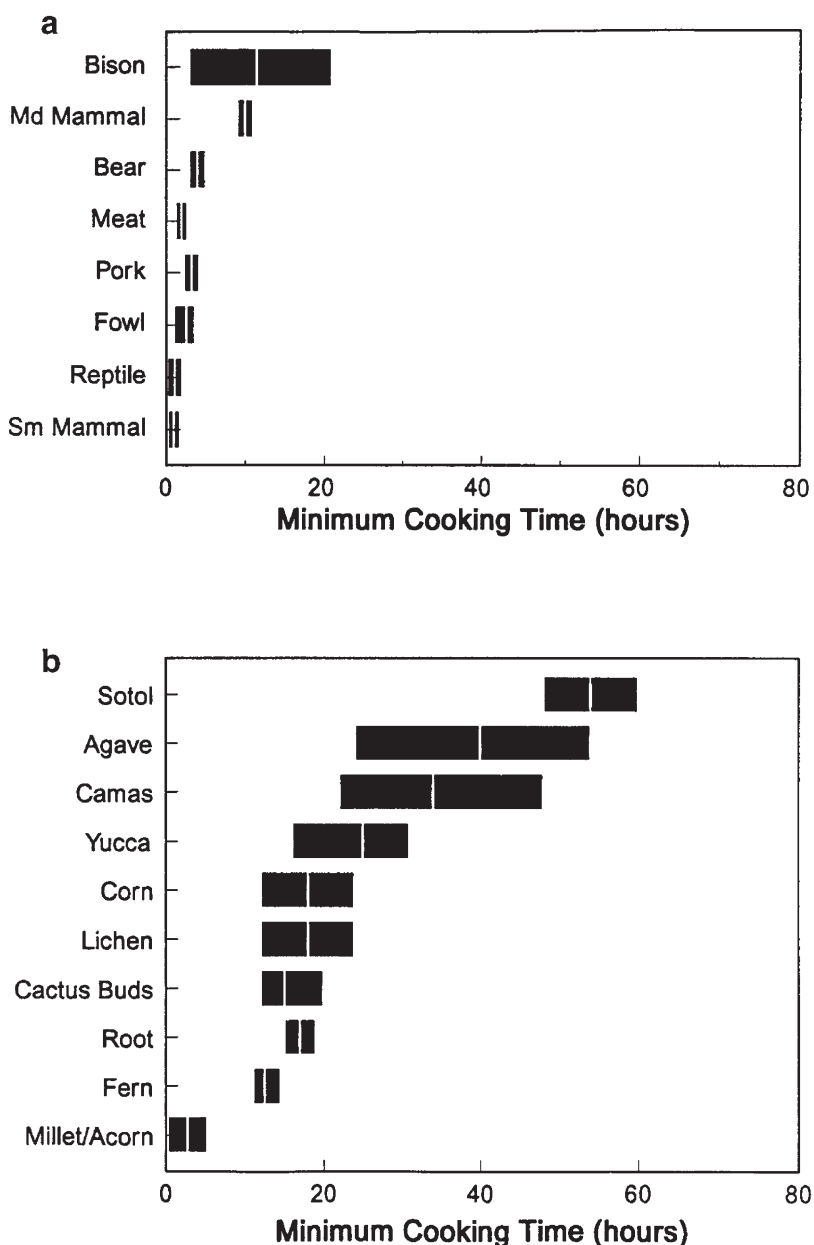 a
Bison
Md Mammal
Bear
Meat
Pork
Fowl
Reptile
Sm Mammal
0 20 40 60 80
Minimum Cooking Time (hours)
b
Sotol
Agave
Camas
Yucca
Corn
Lichen
Cactus Buds
Root
Fern
Millet/Acorn
0 20 40 60 80
Minimum Cooking Time (hours)